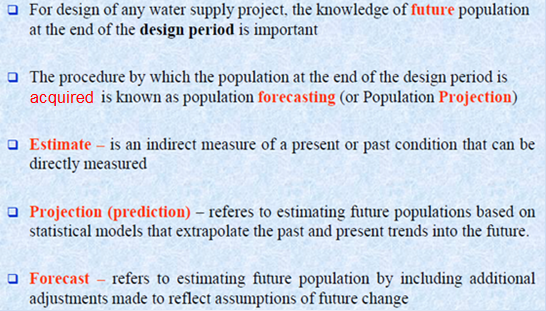 For design of any water supply project, the knowledge of future population
at the end of the design period is important
The procedure by which the population at the end of the design period is
acquired is known as population forecasting (or Population Projection)
Estimate – is an indirect measure of a present or past condition that can be
directly measured
Projection (prediction) – referes to estimating future populations based on
statistical models that extrapolate the past and present trends into the future.
Forecast – refers to estimating future population by including additional
adjustments made to reflect assumptions of future change